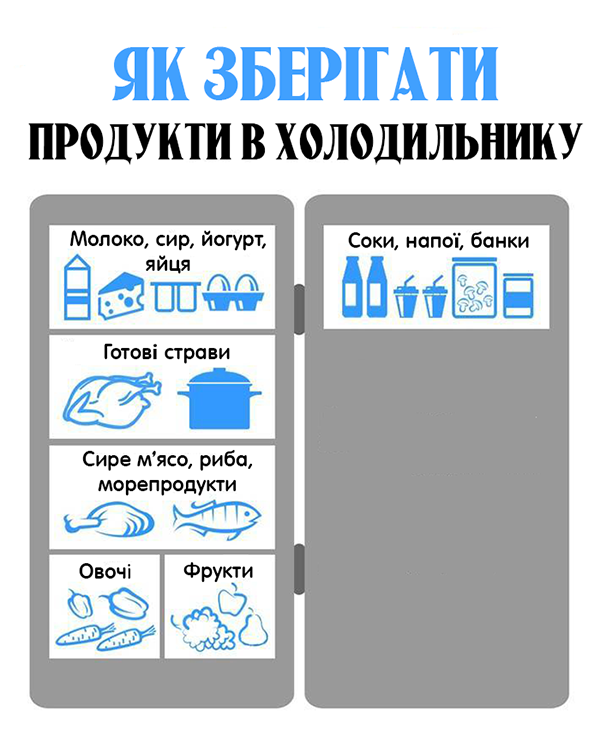 ЯК ЗБЕРІГАТИ
ПРОДУКТИ В ХОЛОДИЛЬНИКУ
Молоко, сир, йогурт,
яйця
Готові страви
Сире м'ясо, риба,
морепродукти
Овочі
Фрукти
Соки, напої, банки